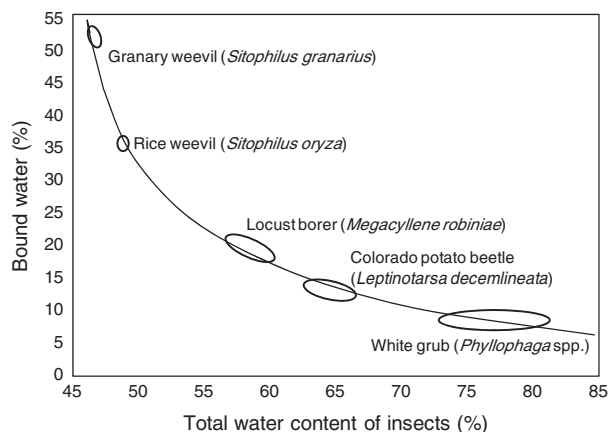 55
50
45
40
35
30
25
20
15
10
5
0
Bound water (%)
Granary weevil (Sitophilus granarius)
Rice weevil (Sitophilus oryza)
Locust borer (Megacyllene robiniae)
Colorado potato beetle
(Leptinotarsa decemlineata)
White grub (Phyllophaga spp.)
45 50 55 60 65 70 75 80 85
Total water content of insects (%)